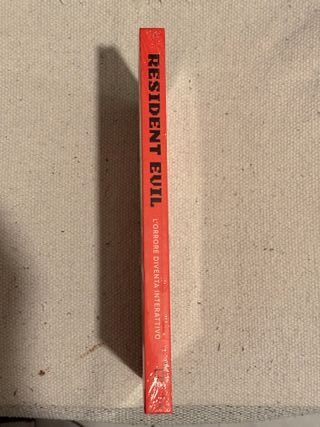 RESIDENT EVIL
L'ORRORE DIVENTA INTERATTIVO